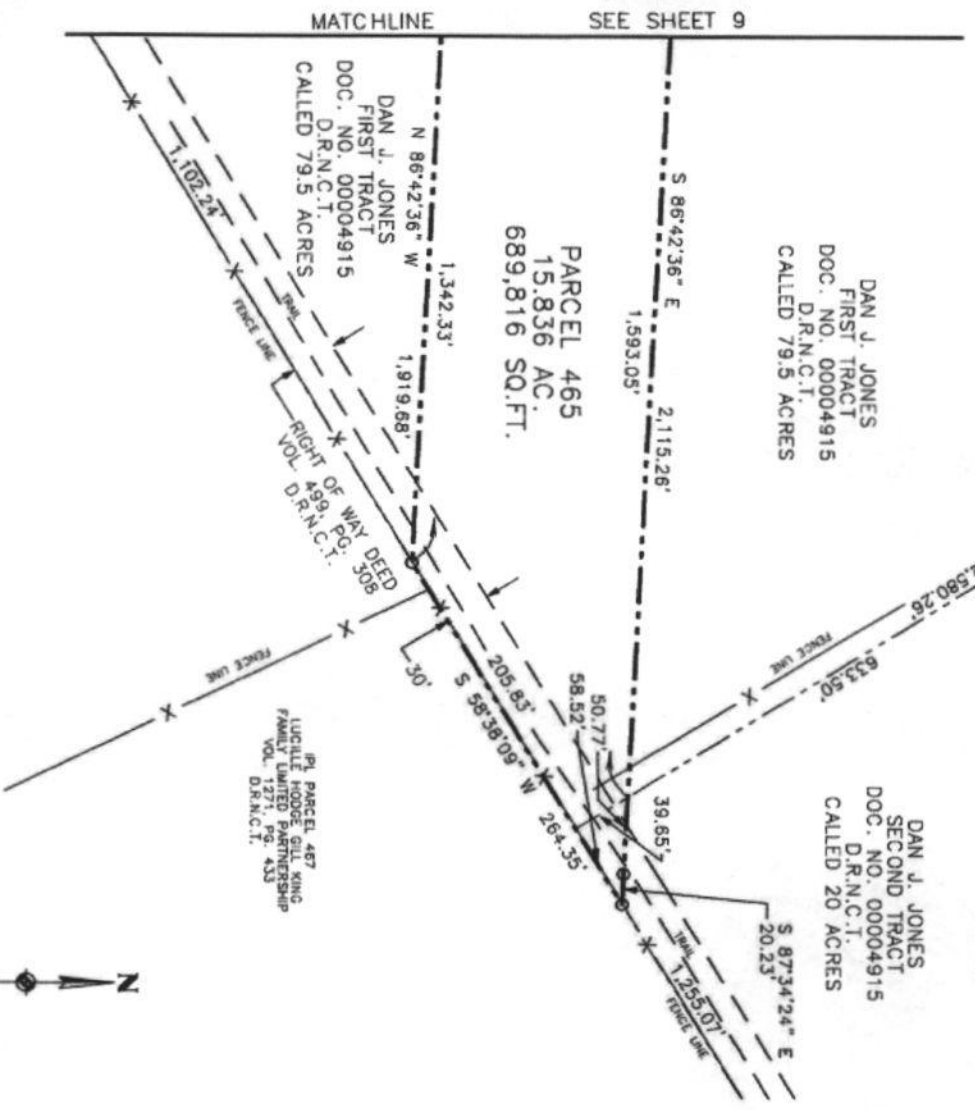 MATCHLINE SEE SHEET 9
DAN J. JONES
FIRST TRACT
DOC. NO. 00004915
D.R.N.C.T.
CALLED 79.5 ACRES
S 86°42'36" E
1,593.05'
2,115.26'
PARCEL 465
15.836 AC.
689,816 SQ.FT.
N 86°42'36" W
1,342.33'
1,919.68'
DAN J. JONES
FIRST TRACT
DOC. NO. 00004915
D.R.N.C.T.
CALLED 79.5 ACRES
1,102.24'
TRAIL
FENCE LINE
RIGHT OF WAY DEED
VOL. 499, PG. 308
D.R.N.C.T.
FENCE LINE
30'
205.83'
S 58°38'09" W
264.35'
58.52'
50.77'
39.65'
,580.26'
FENCE LINE
633.50'
DAN J. JONES
SECOND TRACT
DOC. NO. 00004915
D.R.N.C.T.
CALLED 20 ACRES
S 87°34'24" E
20.23'
TRAIL
1,255.07'
FENCE LINE
IPL PARCEL 467
LUCILLE HODGE GILL KING
FAMILY LIMITED PARTNERSHIP
VOL. 1271, PG. 433
D.R.N.C.T.
N